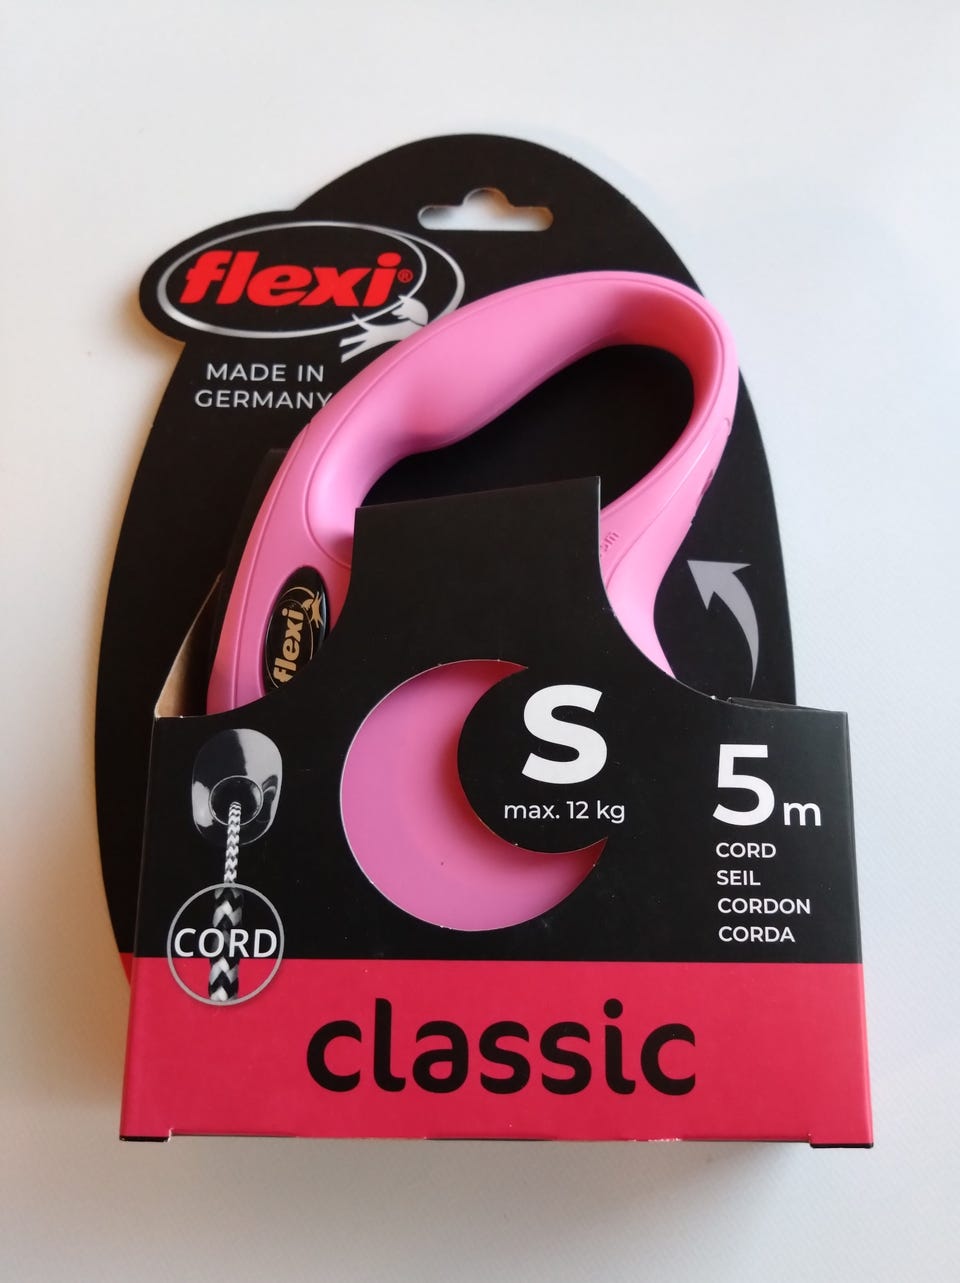 flexi®
MADE IN
GERMANY
flexi
S
max. 12 kg
5m
CORD
SEIL
CORDON
CORDA
CORD
classic